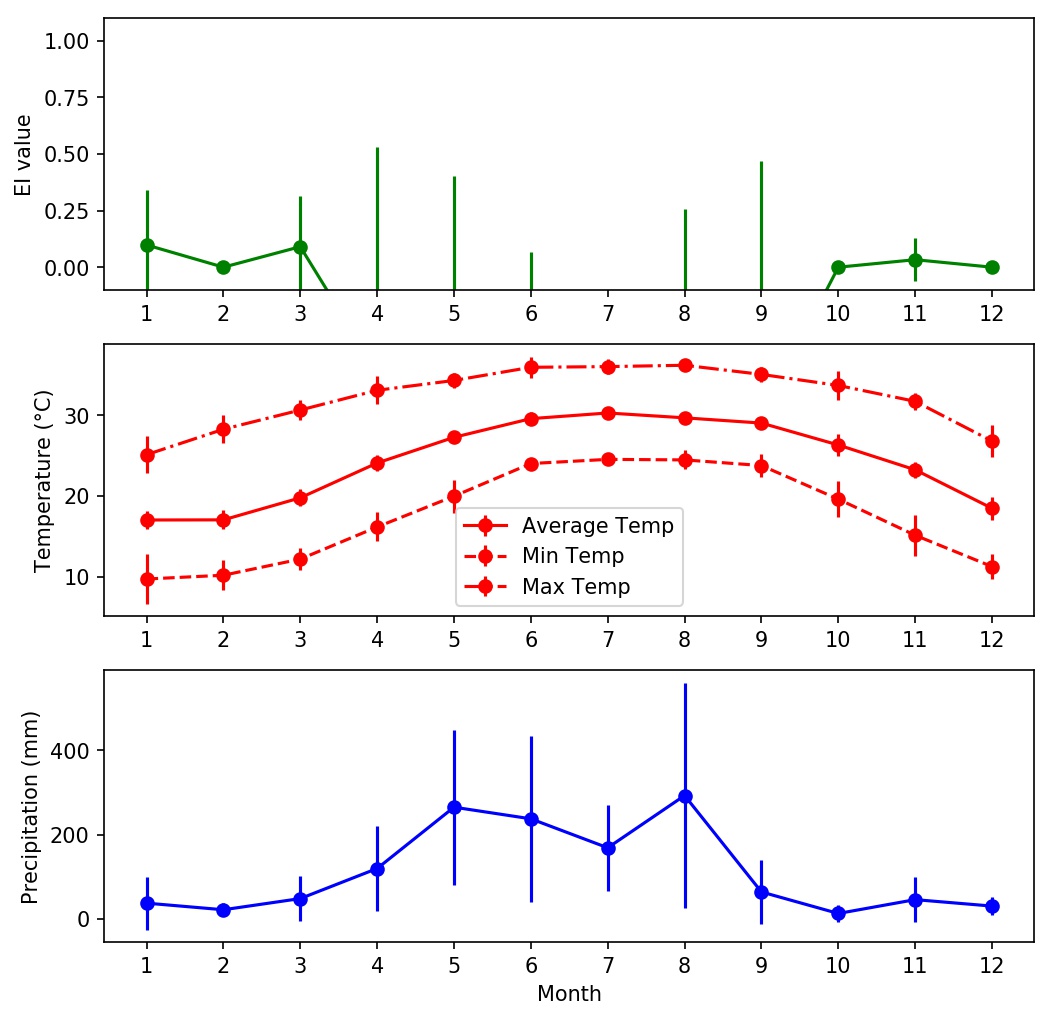 EI value
1.00
0.75
0.50
0.25
0.00
1 2 3 4 5 6 7 8 9 10 11 12
Temperature (°C)
30
20
10
Average Temp
Min Temp
Max Temp
1 2 3 4 5 6 7 8 9 10 11 12
Precipitation (mm)
400
200
0
1 2 3 4 5 6 7 8 9 10 11 12
Month